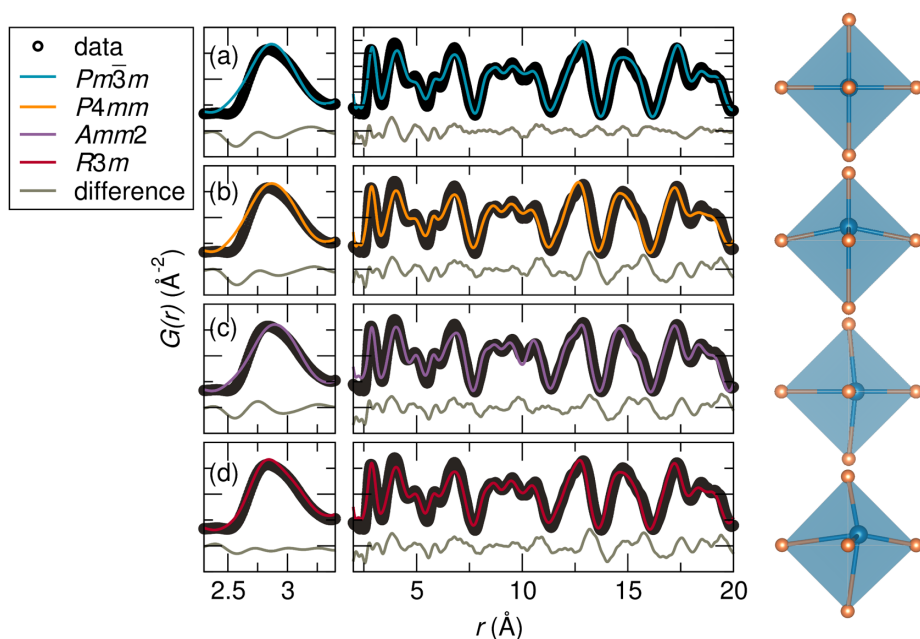 data
Pm3̅m
P4mm
Amm2
R3m
difference
(a)
(b)
(c)
(d)
G(r) (Å⁻²)
2.5 3 5 10 15 20
r (Å)